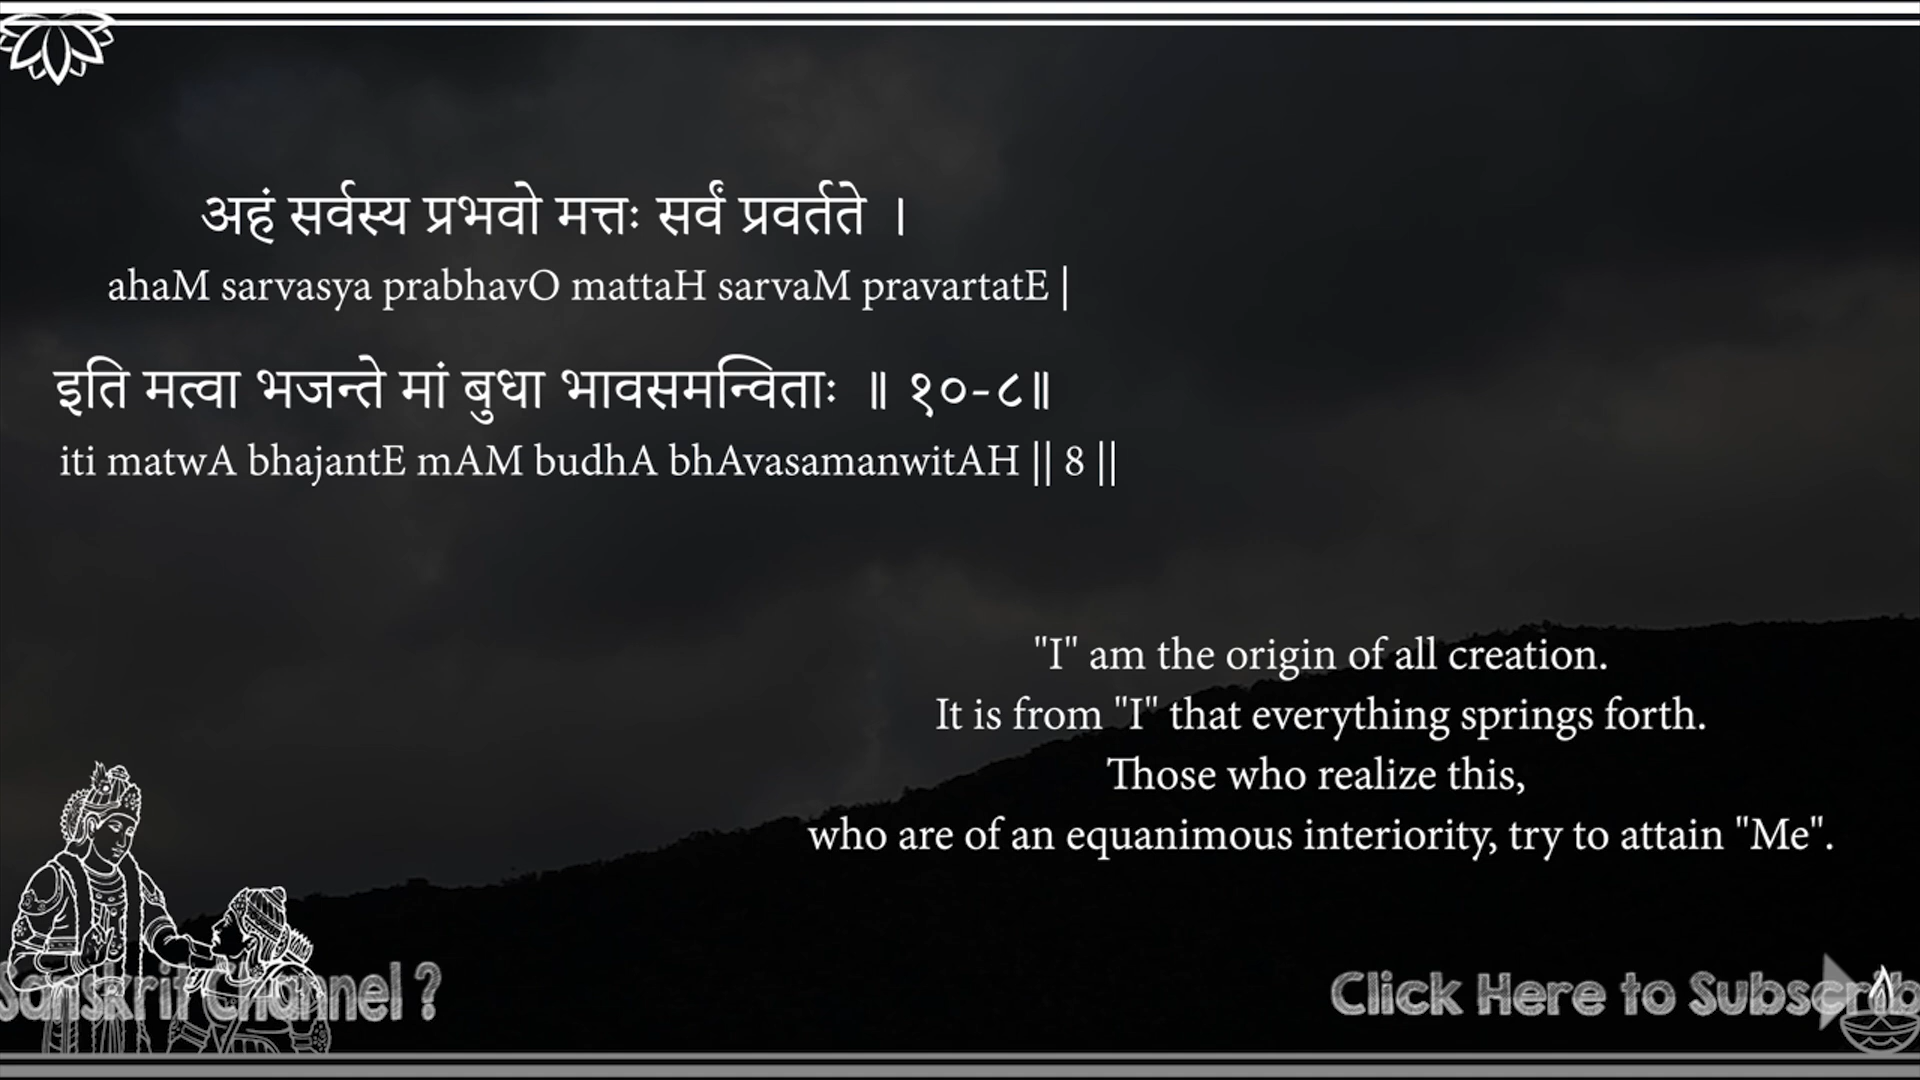 अहं सर्वस्य प्रभवो मत्तः सर्वं प्रवर्तते ।
ahaM sarvasya prabhavO mattaH sarvaM pravartatE |
इति मत्वा भजन्ते मां बुधा भावसमन्विताः ॥ १०-८॥
iti matwA bhajantE mAM budhA bhAvasamanwitAH || 8 ||
"I" am the origin of all creation.
It is from "I" that everything springs forth.
Those who realize this,
who are of an equanimous interiority, try to attain "Me".
Sanskrit Channel ?
Click Here to Subscrib